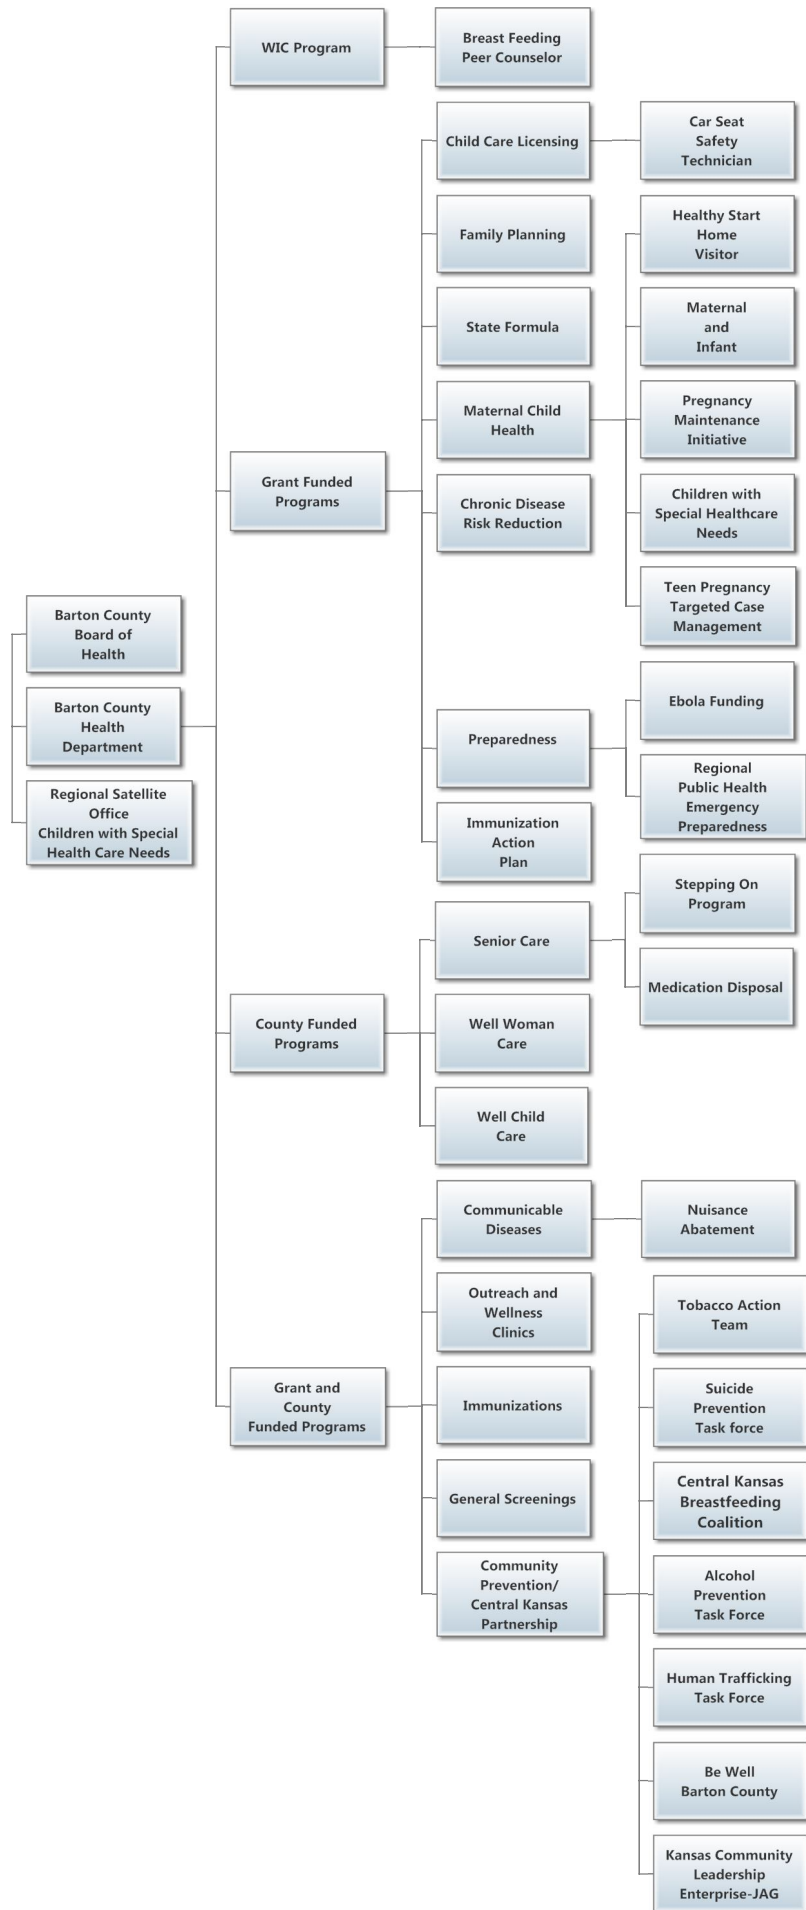 WIC Program
Breast Feeding
Peer Counselor
Child Care Licensing
Car Seat
Safety
Technician
Family Planning
Healthy Start
Home
Visitor
State Formula
Maternal
and
Infant
Maternal Child
Health
Pregnancy
Maintenance
Initiative
Grant Funded
Programs
Chronic Disease
Risk Reduction
Children with
Special Healthcare
Needs
Teen Pregnancy
Targeted Case
Management
Barton County
Board of
Health
Barton County
Health
Department
Regional Satellite
Office
Children with Special
Health Care Needs
Preparedness
Ebola Funding
Regional
Public Health
Emergency
Preparedness
Immunization
Action
Plan
Senior Care
Stepping On
Program
Medication Disposal
County Funded
Programs
Well Woman
Care
Well Child
Care
Communicable
Diseases
Nuisance
Abatement
Outreach and
Wellness
Clinics
Tobacco Action
Team
Grant and
County
Funded Programs
Immunizations
Suicide
Prevention
Task force
General Screenings
Central Kansas
Breastfeeding
Coalition
Community
Prevention/
Central Kansas
Partnership
Alcohol
Prevention
Task Force
Human Trafficking
Task Force
Be Well
Barton County
Kansas Community
Leadership
Enterprise-JAG